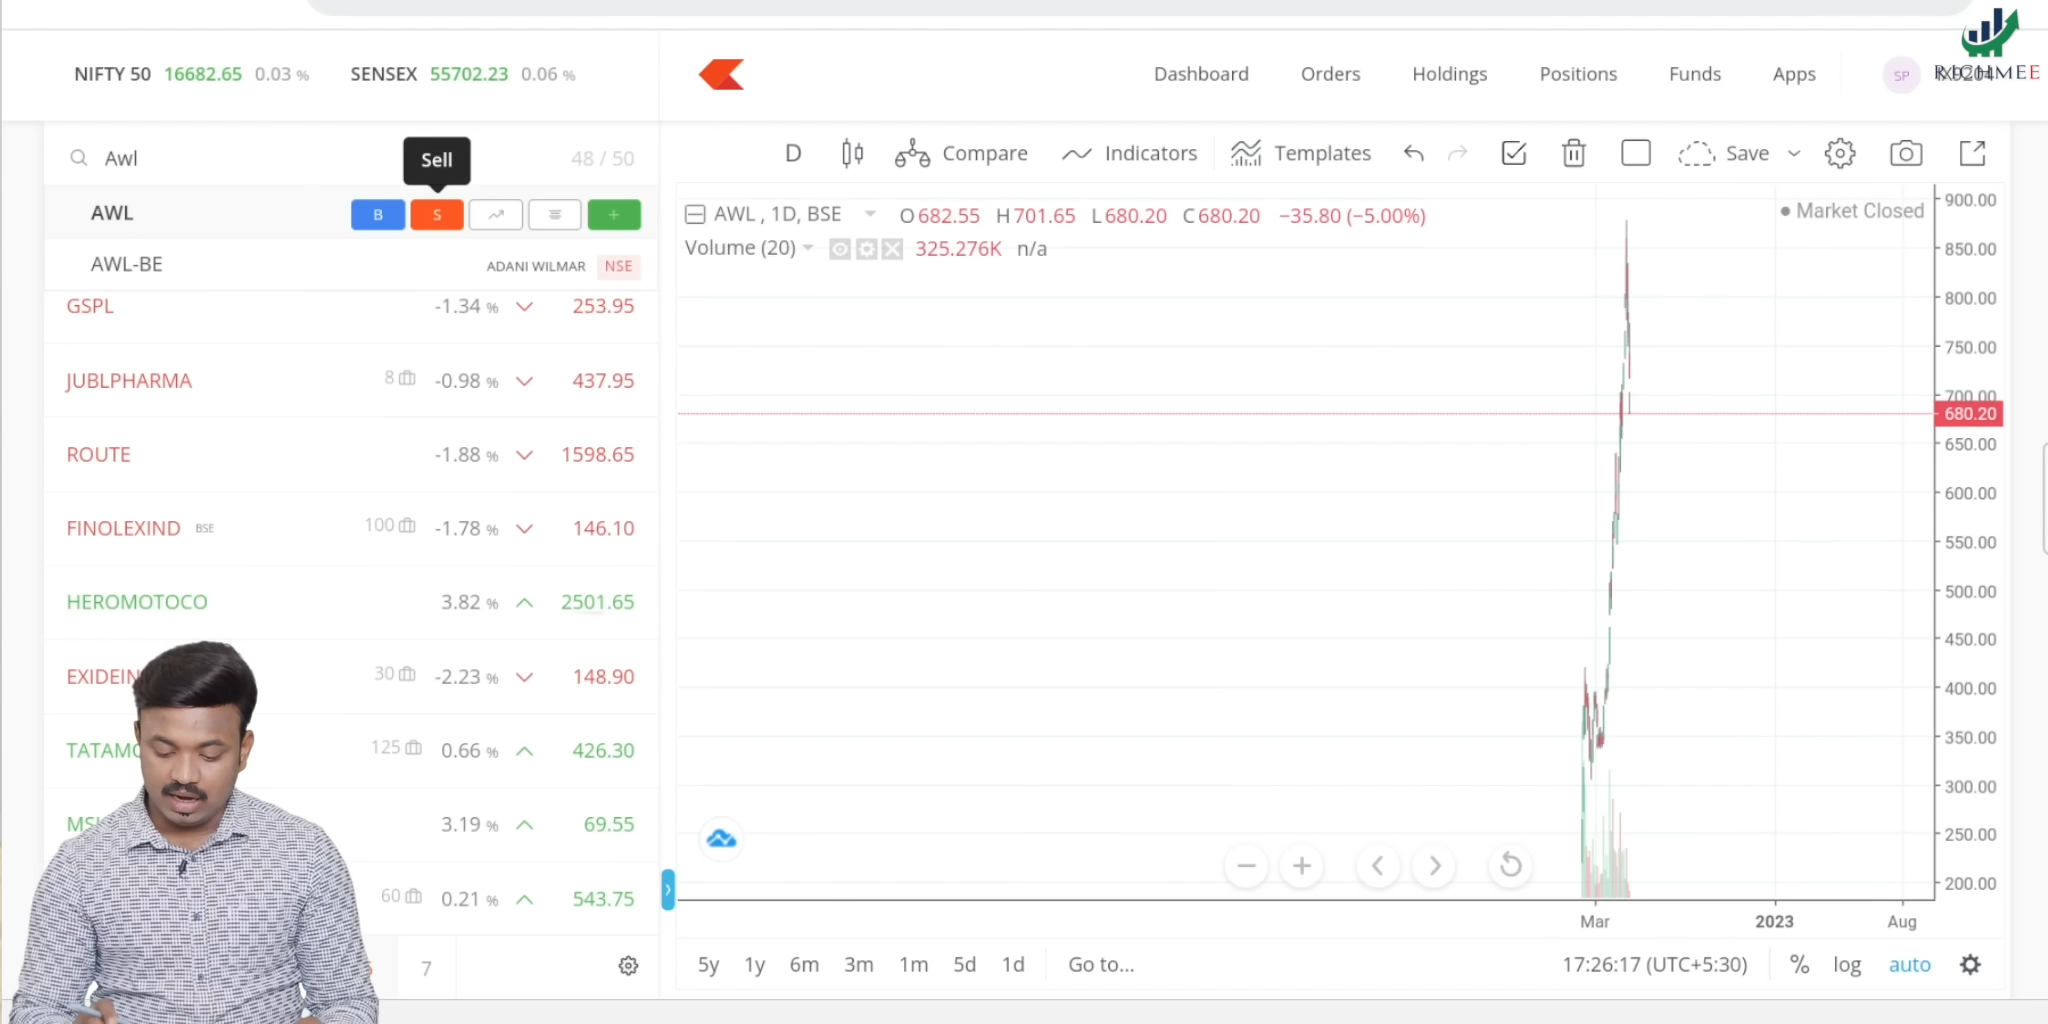 NIFTY 50 16682.65 0.03 % SENSEX 55702.23 0.06 %
Dashboard Orders Holdings Positions Funds Apps SP
RICHMEE
Awl Sell 48 / 50
AWL B S +
AWL-BE ADANI WILMAR NSE
GSPL -1.34 % 253.95
JUBLPHARMA 8 -0.98 % 437.95
ROUTE -1.88 % 1598.65
FINOLEXIND BSE 100 -1.78 % 146.10
HEROMOTOCO 3.82 % 2501.65
EXIDEIN 30 -2.23 % 148.90
TATAMO 125 0.66 % 426.30
MS 3.19 % 69.55
60 0.21 % 543.75
7
D Compare Indicators Templates Save
AWL , 1D, BSE O 682.55 H 701.65 L 680.20 C 680.20 −35.80 (−5.00%)
Market Closed
Volume (20) 325.276K n/a
900.00
850.00
800.00
750.00
700.00
680.20
650.00
600.00
550.00
500.00
450.00
400.00
350.00
300.00
250.00
200.00
Mar 2023 Aug
5y 1y 6m 3m 1m 5d 1d Go to... 17:26:17 (UTC+5:30) % log auto